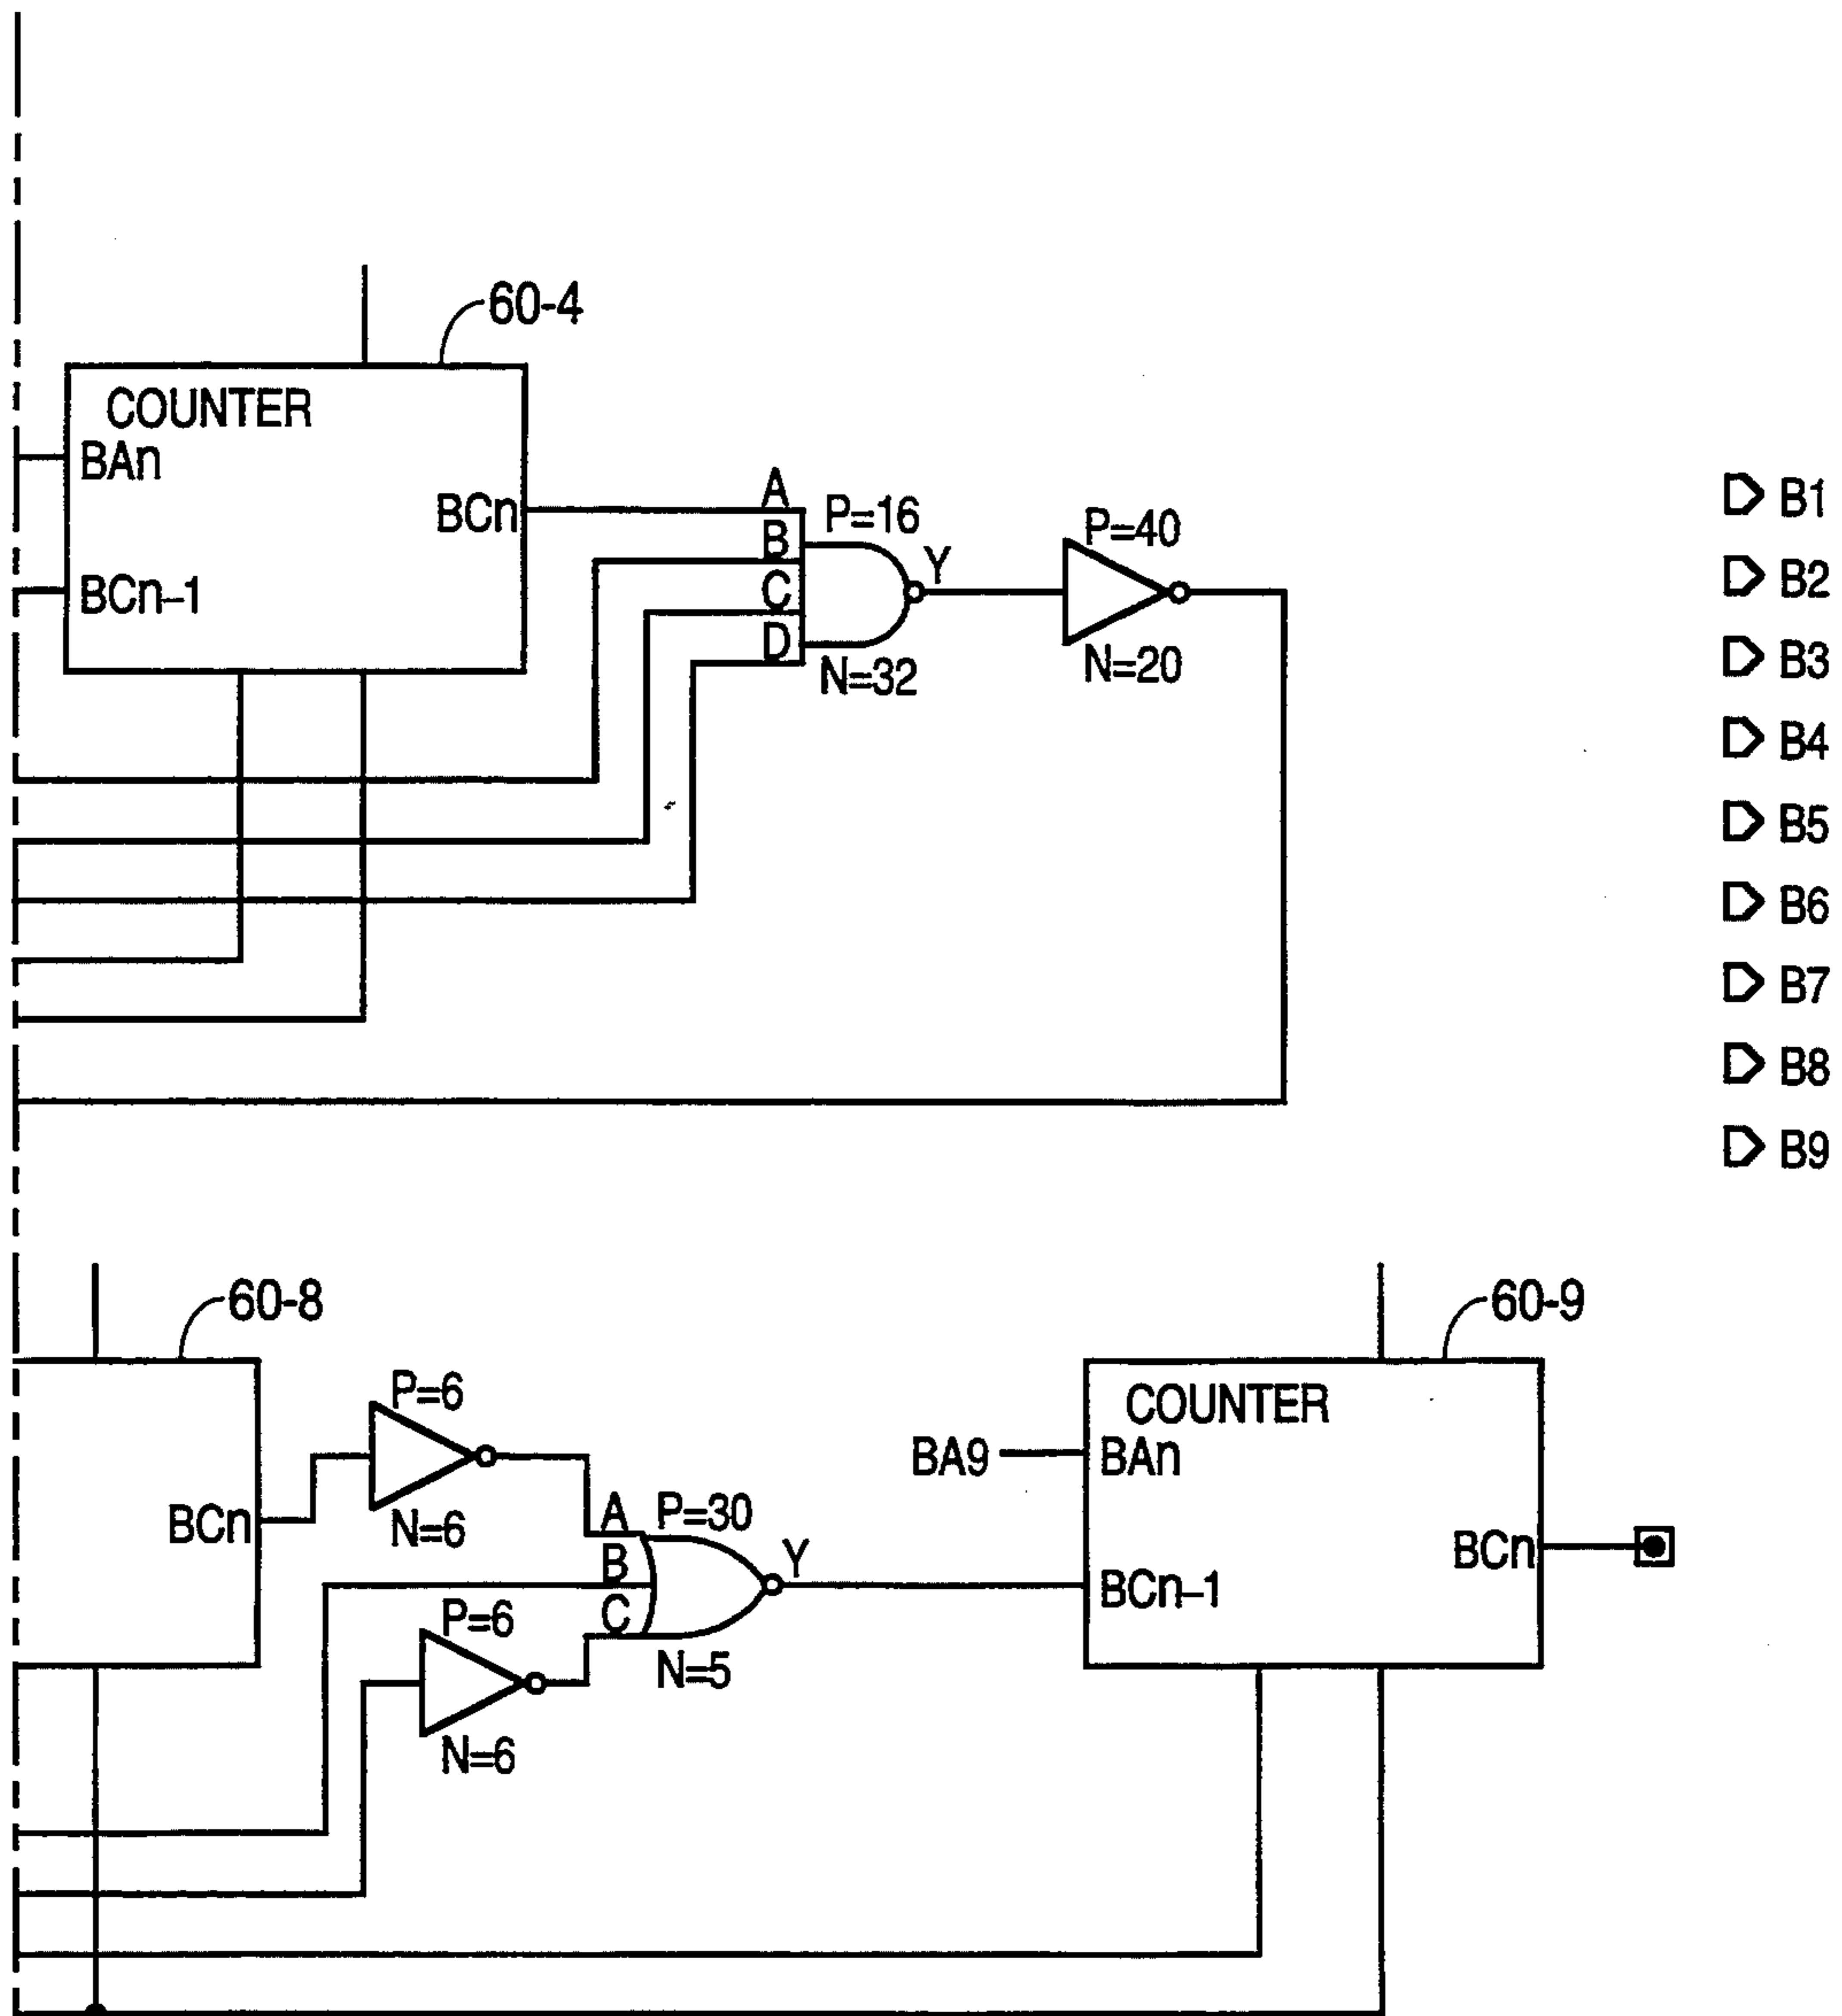 60-4
COUNTER
BAn
BCn
BCn–1
A
B
C
D
P=16
Y
N=32
P=40
N=20
B1
B2
B3
B4
B5
B6
B7
B8
B9
60-8
BCn
P=6
N=6
A
B
C
P=30
Y
N=5
P=6
N=6
60-9
COUNTER
BA9
BAn
BCn
BCn–1